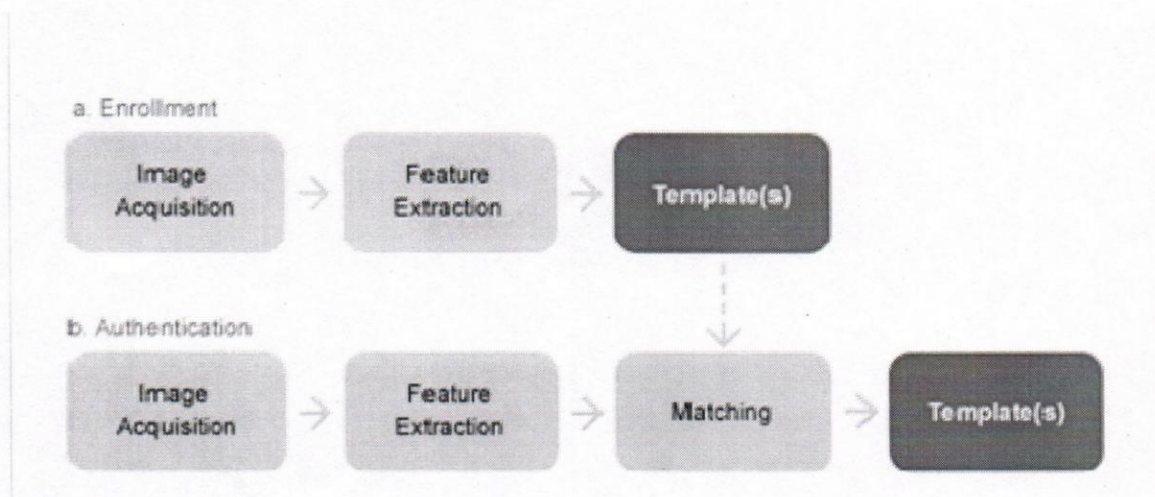 a. Enrollment
Image
Acquisition
Feature
Extraction
Template(s)
b. Authentication
Image
Acquisition
Feature
Extraction
Matching
Template(s)